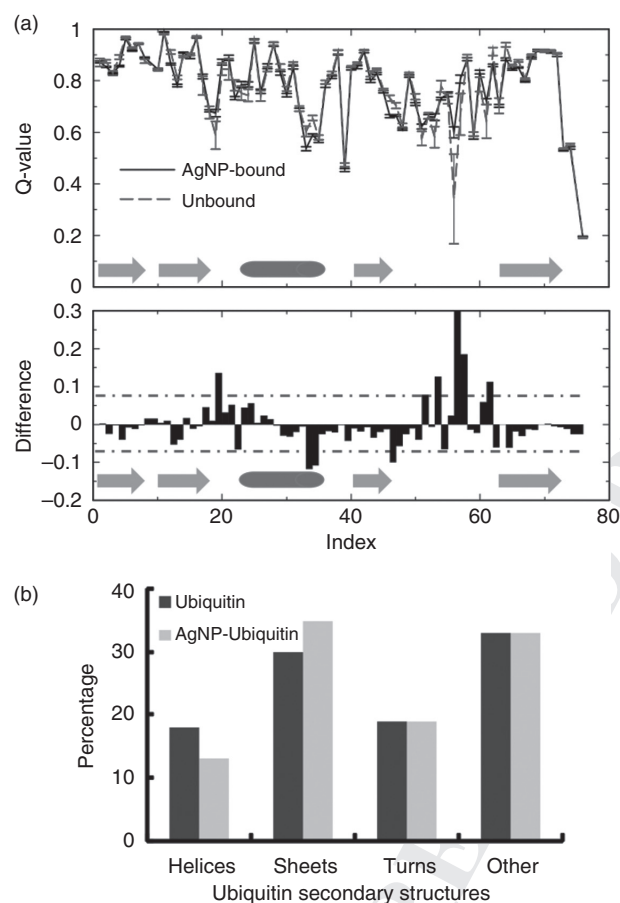 (a)
1
0.8
0.6
0.4
0.2
0
Q-value
AgNP-bound
Unbound
0.3
0.2
0.1
0
−0.1
−0.2
Difference
0
20
40
60
80
Index
(b)
40
30
20
10
0
Percentage
Ubiquitin
AgNP-Ubiquitin
Helices
Sheets
Turns
Other
Ubiquitin secondary structures